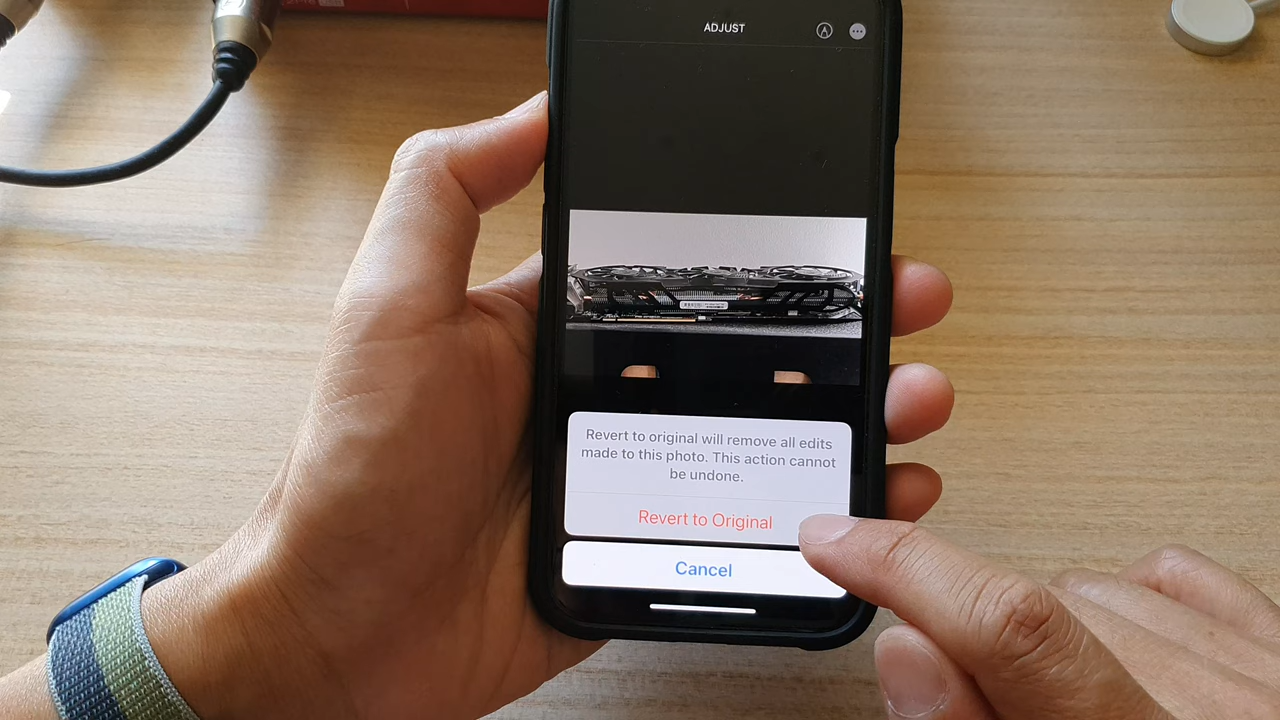 ADJUST
Revert to original will remove all edits
made to this photo. This action cannot
be undone.
Revert to Original
Cancel